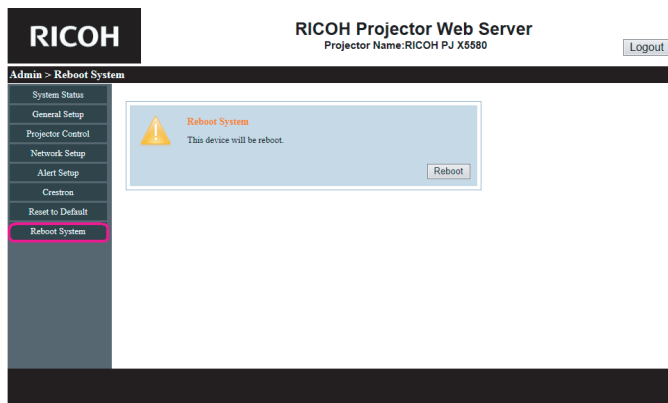 RICOH
RICOH Projector Web Server
Projector Name:RICOH PJ X5580
Logout
Admin > Reboot System
System Status
General Setup
Projector Control
Network Setup
Alert Setup
Crestron
Reset to Default
Reboot System
Reboot System
This device will be reboot.
Reboot